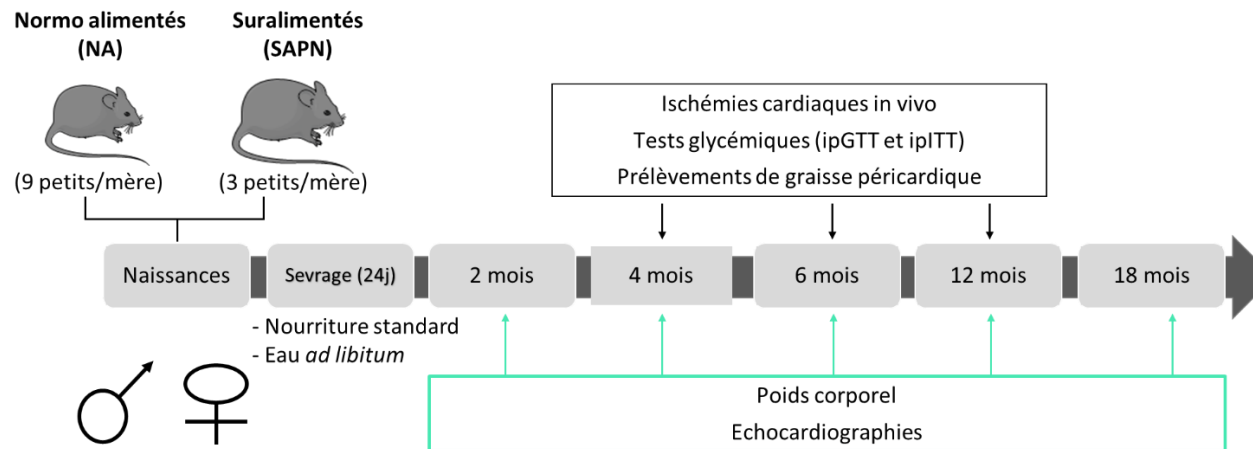 Normo alimentés
(NA)
Suralimentés
(SAPN)
(9 petits/mère)
(3 petits/mère)
Ischémies cardiaques in vivo
Tests glycémiques (ipGTT et ipITT)
Prélèvements de graisse péricardique
Naissances
Sevrage (24j)
2 mois
4 mois
6 mois
12 mois
18 mois
- Nourriture standard
- Eau ad libitum
Poids corporel
Echocardiographies